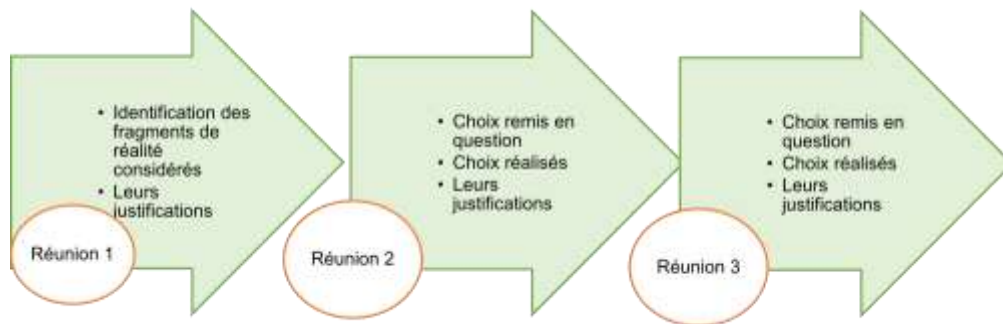 • Identification des
fragments de
réalité
considérés
• Leurs
justifications
Réunion 1
• Choix remis en
question
• Choix réalisés
• Leurs
justifications
Réunion 2
• Choix remis en
question
• Choix réalisés
• Leurs
justifications
Réunion 3